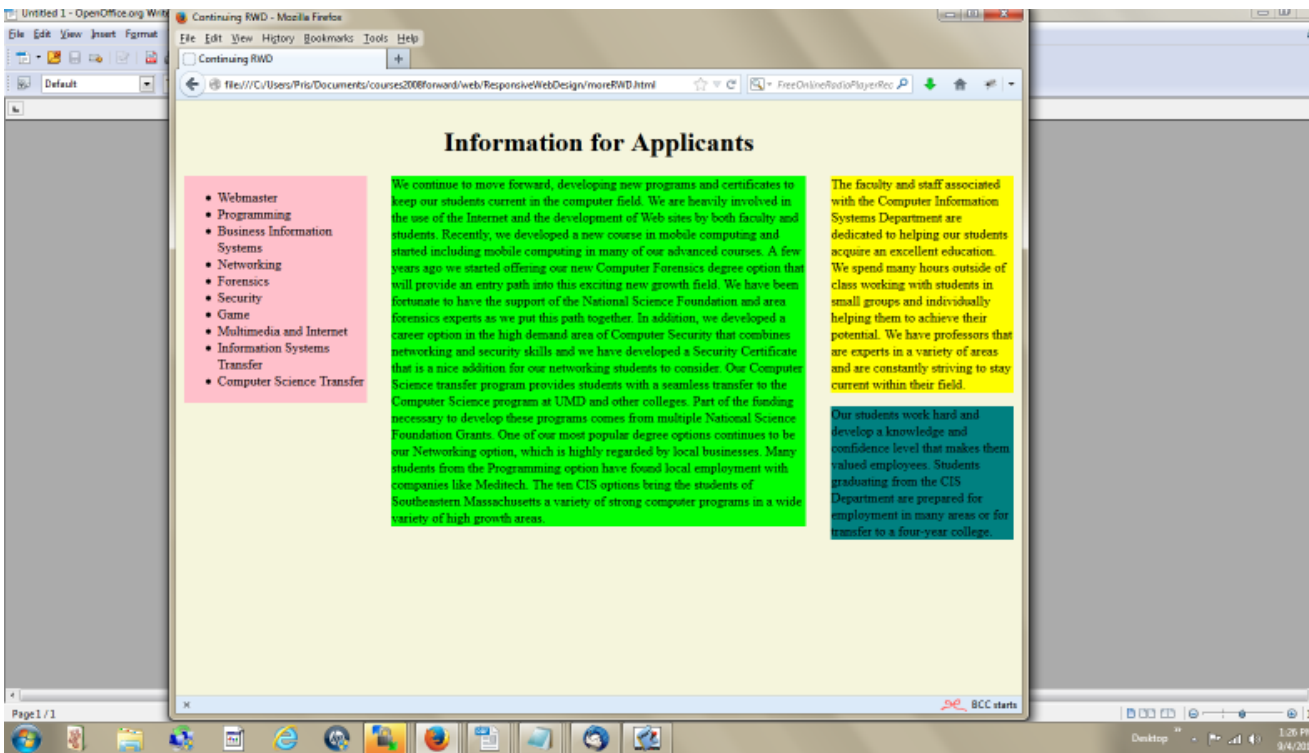 Untitled 1 - OpenOffice.org Writ
File Edit View Insert Format
Default
Page 1 / 1
Continuing RWD - Mozilla Firefox
File Edit View History Bookmarks Tools Help
Continuing RWD
+
file:///C:/Users/Pris/Documents/courses2008forward/web/ResponsiveWebDesign/moreRWD.html
FreeOnlineRadioPlayerRec
Information for Applicants
• Webmaster
• Programming
• Business Information
Systems
• Networking
• Forensics
• Security
• Game
• Multimedia and Internet
• Information Systems
Transfer
• Computer Science Transfer
We continue to move forward, developing new programs and certificates to
keep our students current in the computer field. We are heavily involved in
the use of the Internet and the development of Web sites by both faculty and
students. Recently, we developed a new course in mobile computing and
started including mobile computing in many of our advanced courses. A few
years ago we started offering our new Computer Forensics degree option that
will provide an entry path into this exciting new growth field. We have been
fortunate to have the support of the National Science Foundation and area
forensics experts as we put this path together. In addition, we developed a
career option in the high demand area of Computer Security that combines
networking and security skills and we have developed a Security Certificate
that is a nice addition for our networking students to consider. Our Computer
Science transfer program provides students with a seamless transfer to the
Computer Science program at UMD and other colleges. Part of the funding
necessary to develop these programs comes from multiple National Science
Foundation Grants. One of our most popular degree options continues to be
our Networking option, which is highly regarded by local businesses. Many
students from the Programming option have found local employment with
companies like Meditech. The ten CIS options bring the students of
Southeastern Massachusetts a variety of strong computer programs in a wide
variety of high growth areas.
The faculty and staff associated
with the Computer Information
Systems Department are
dedicated to helping our students
acquire an excellent education.
We spend many hours outside of
class working with students in
small groups and individually
helping them to achieve their
potential. We have professors that
are experts in a variety of areas
and are constantly striving to stay
current within their field.
Our students work hard and
develop a knowledge and
confidence level that makes them
valued employees. Students
graduating from the CIS
Department are prepared for
employment in many areas or for
transfer to a four-year college.
BCC starts
Desktop
1:26 P
9/4/20